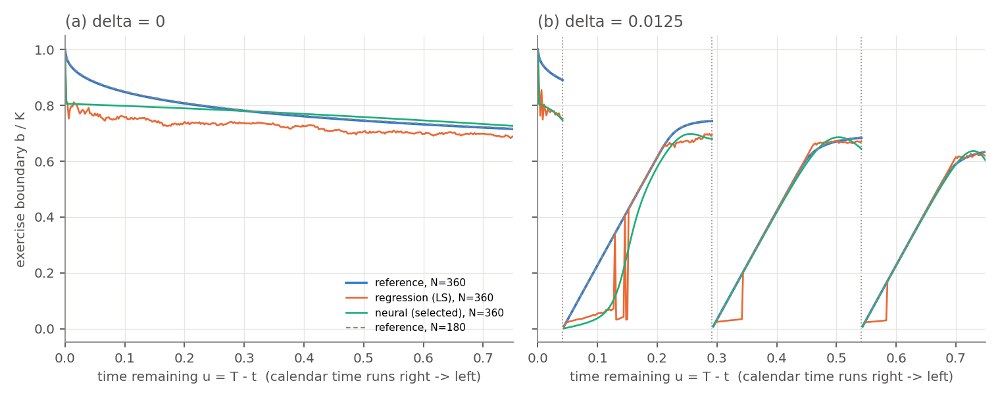 (a) delta = 0
(b) delta = 0.0125
exercise boundary b / K
1.0
0.8
0.6
0.4
0.2
0.0
reference, N=360
regression (LS), N=360
neural (selected), N=360
reference, N=180
0.0 0.1 0.2 0.3 0.4 0.5 0.6 0.7
0.0 0.1 0.2 0.3 0.4 0.5 0.6 0.7
time remaining u = T - t (calendar time runs right -> left)
time remaining u = T - t (calendar time runs right -> left)